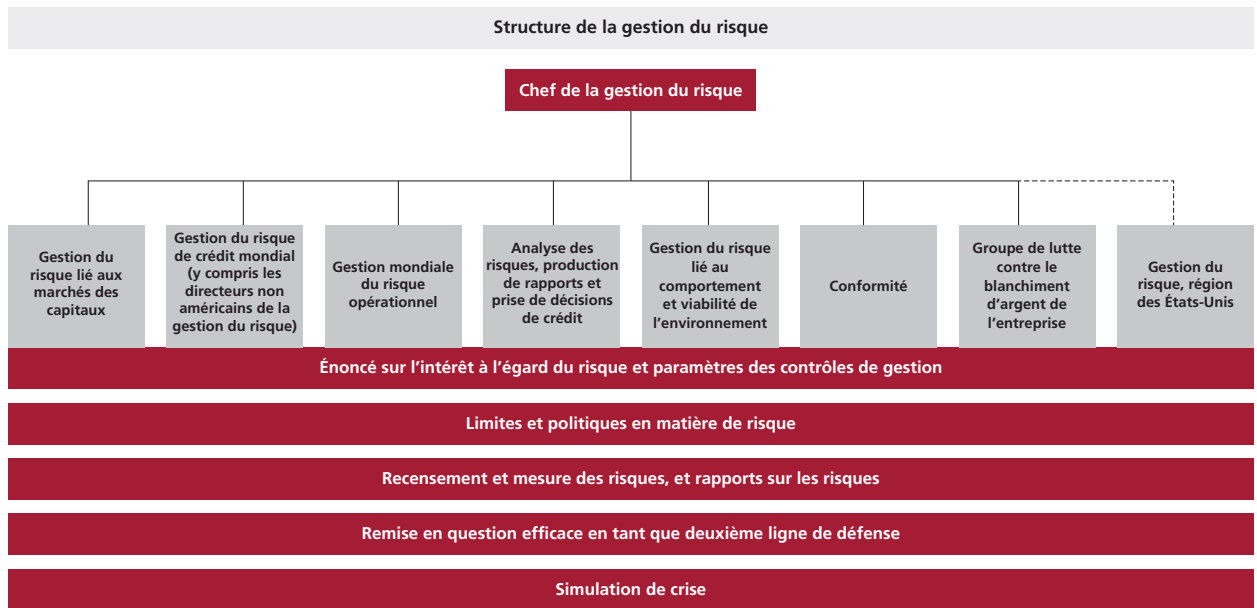 Structure de la gestion du risque
Chef de la gestion du risque
Gestion du
risque lié aux
marchés des
capitaux
Gestion du risque
de crédit mondial
(y compris les
directeurs non
américains de la
gestion du risque)
Gestion mondiale
du risque
opérationnel
Analyse des
risques, production
de rapports et
prise de décisions
de crédit
Gestion du risque
lié au
comportement
et viabilité de
l’environnement
Conformité
Groupe de lutte
contre le
blanchiment
d’argent de
l’entreprise
Gestion du
risque, région
des États-Unis
Énoncé sur l’intérêt à l’égard du risque et paramètres des contrôles de gestion
Limites et politiques en matière de risque
Recensement et mesure des risques, et rapports sur les risques
Remise en question efficace en tant que deuxième ligne de défense
Simulation de crise